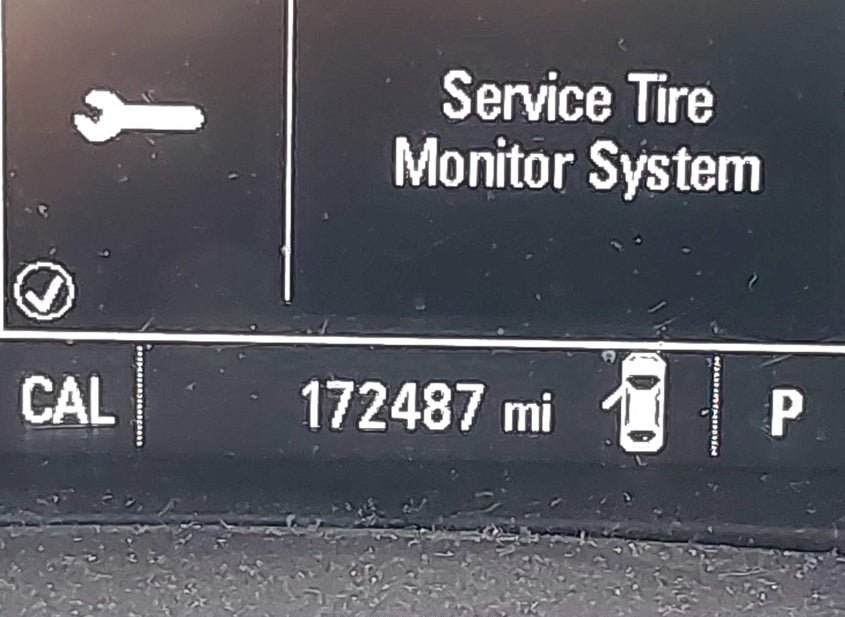 Service Tire
Monitor System
CAL 172487 mi P